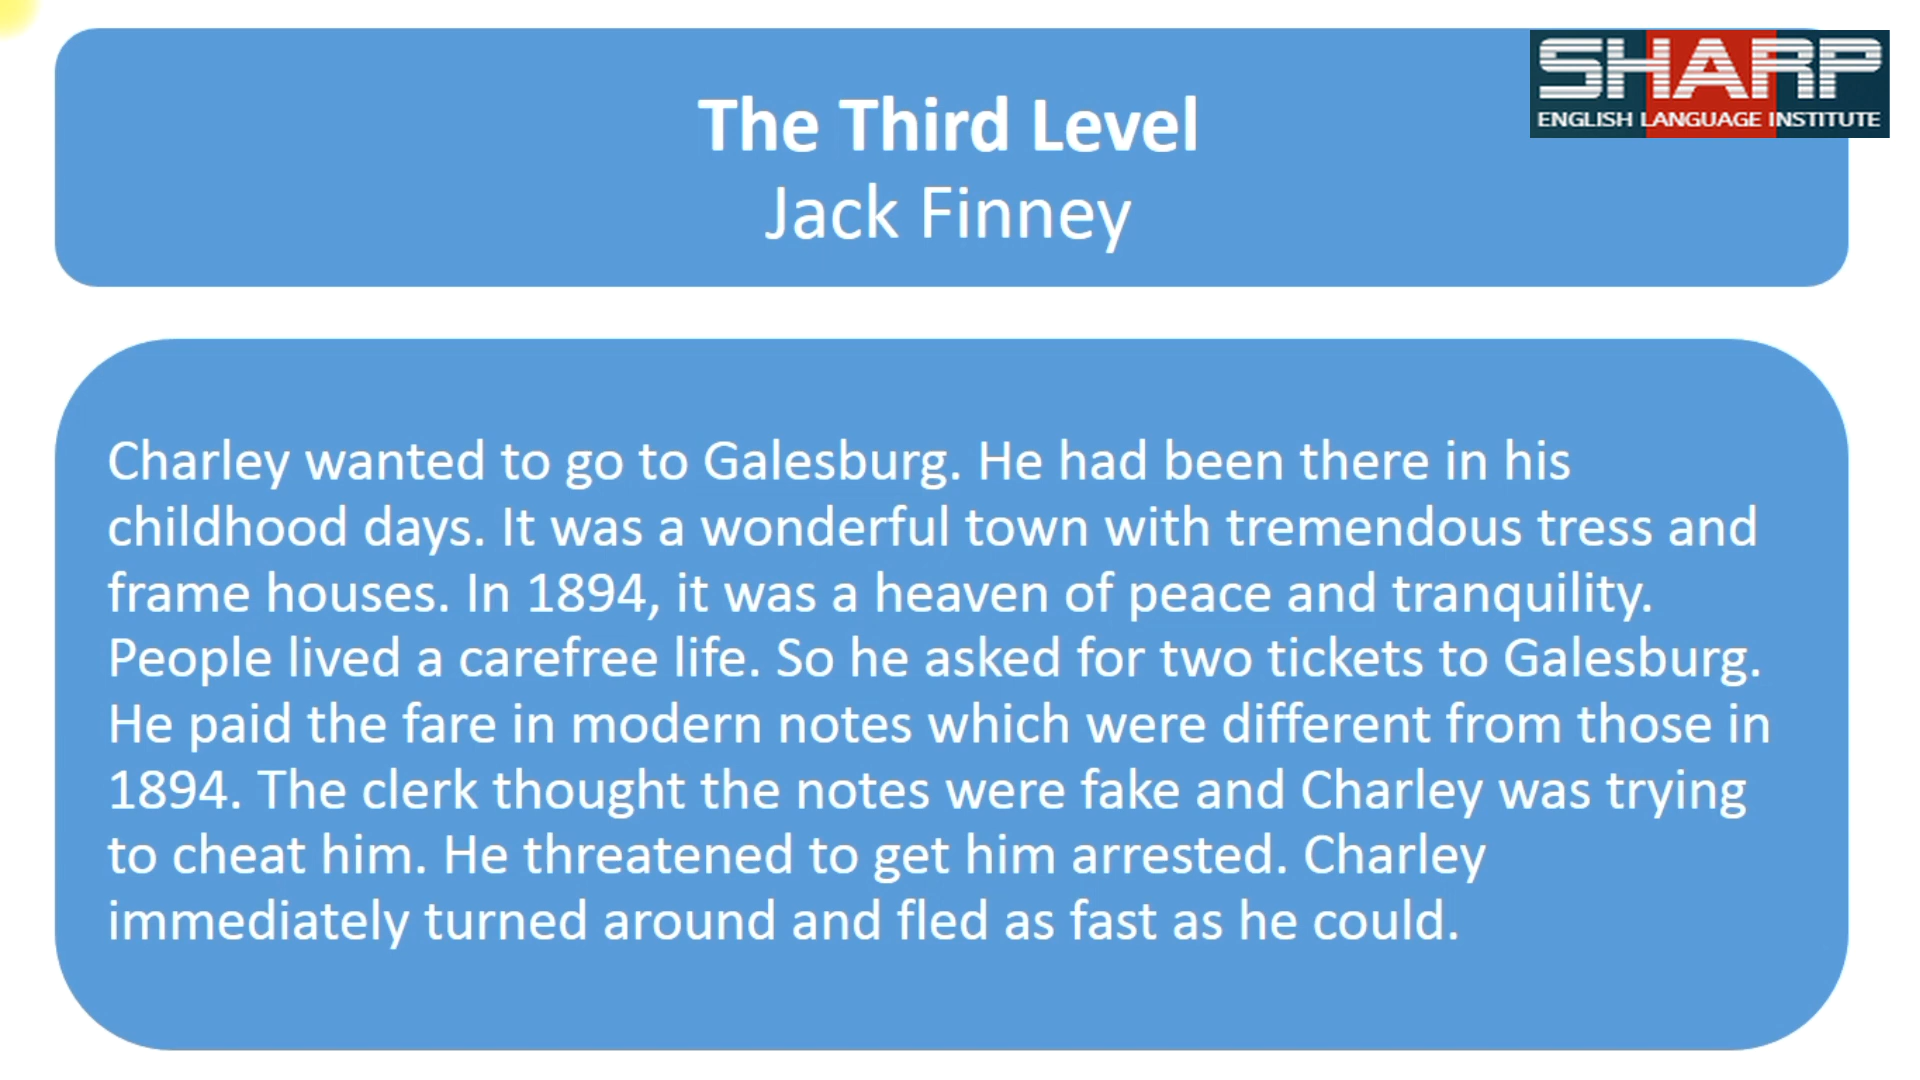 SHARP
ENGLISH LANGUAGE INSTITUTE
The Third Level
Jack Finney
Charley wanted to go to Galesburg. He had been there in his
childhood days. It was a wonderful town with tremendous tress and
frame houses. In 1894, it was a heaven of peace and tranquility.
People lived a carefree life. So he asked for two tickets to Galesburg.
He paid the fare in modern notes which were different from those in
1894. The clerk thought the notes were fake and Charley was trying
to cheat him. He threatened to get him arrested. Charley
immediately turned around and fled as fast as he could.